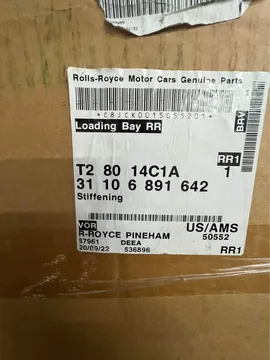 Rolls-Royce Motor Cars Genuine Parts
*C8JCK0015C55201*
BRV
Loading Bay RR
RR1
T2 80 14C1A 1
31 10 6 891 642
Stiffening
VOR US/AMS
R-ROYCE PINEHAM 50552
57961 DEEA
20/09/22 536896 RR1